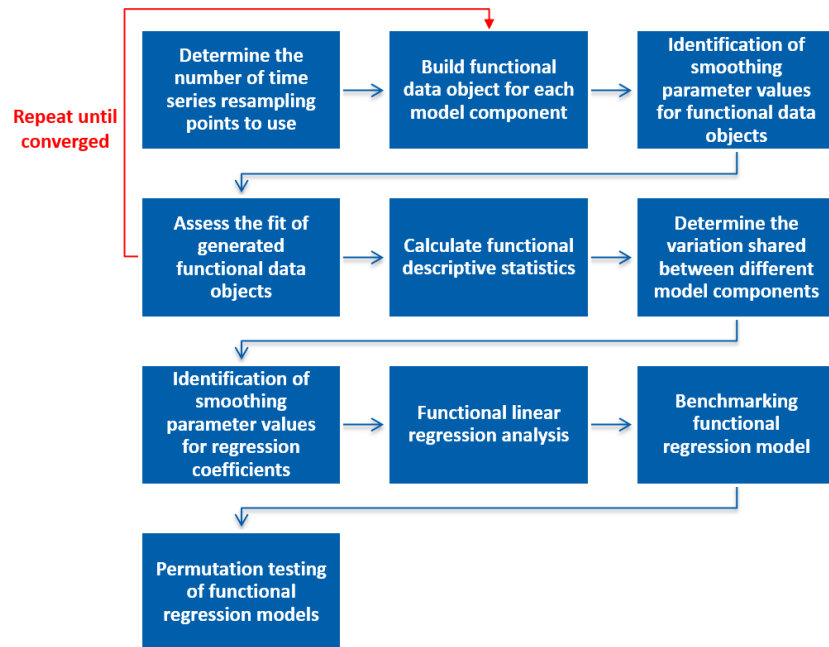 Determine the
number of time
series resampling
points to use
Build functional
data object for each
model component
Identification of
smoothing
parameter values
for functional data
objects
Repeat until
converged
Assess the fit of
generated
functional data
objects
Calculate functional
descriptive statistics
Determine the
variation shared
between different
model components
Identification of
smoothing
parameter values
for regression
coefficients
Functional linear
regression analysis
Benchmarking
functional
regression model
Permutation testing
of functional
regression models